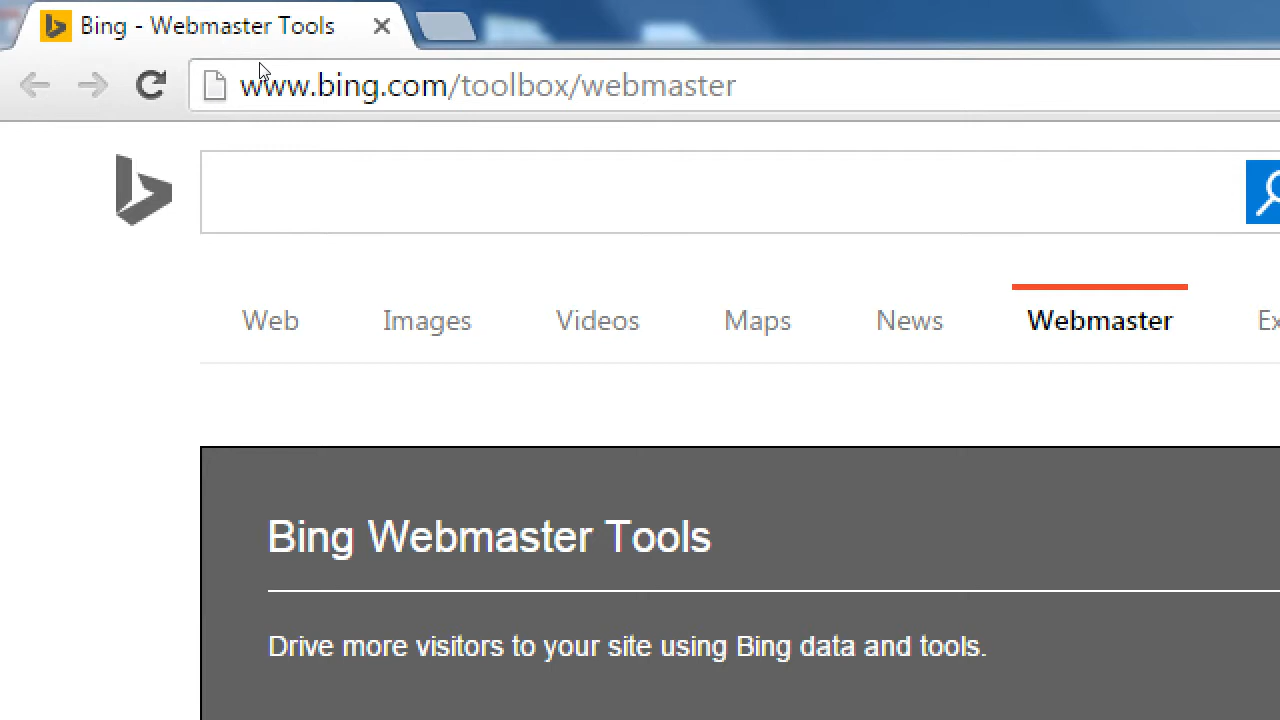 Bing - Webmaster Tools
www.bing.com/toolbox/webmaster
Web Images Videos Maps News Webmaster Ex
Bing Webmaster Tools
Drive more visitors to your site using Bing data and tools.